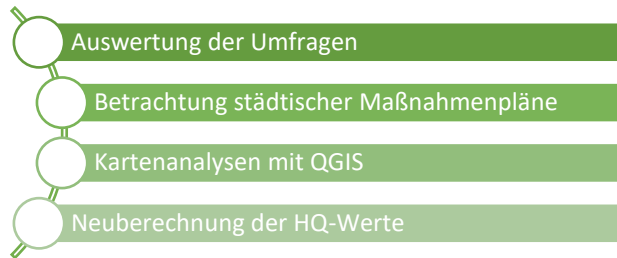 Auswertung der Umfragen
Betrachtung städtischer Maßnahmenpläne
Kartenanalysen mit QGIS
Neuberechnung der HQ-Werte